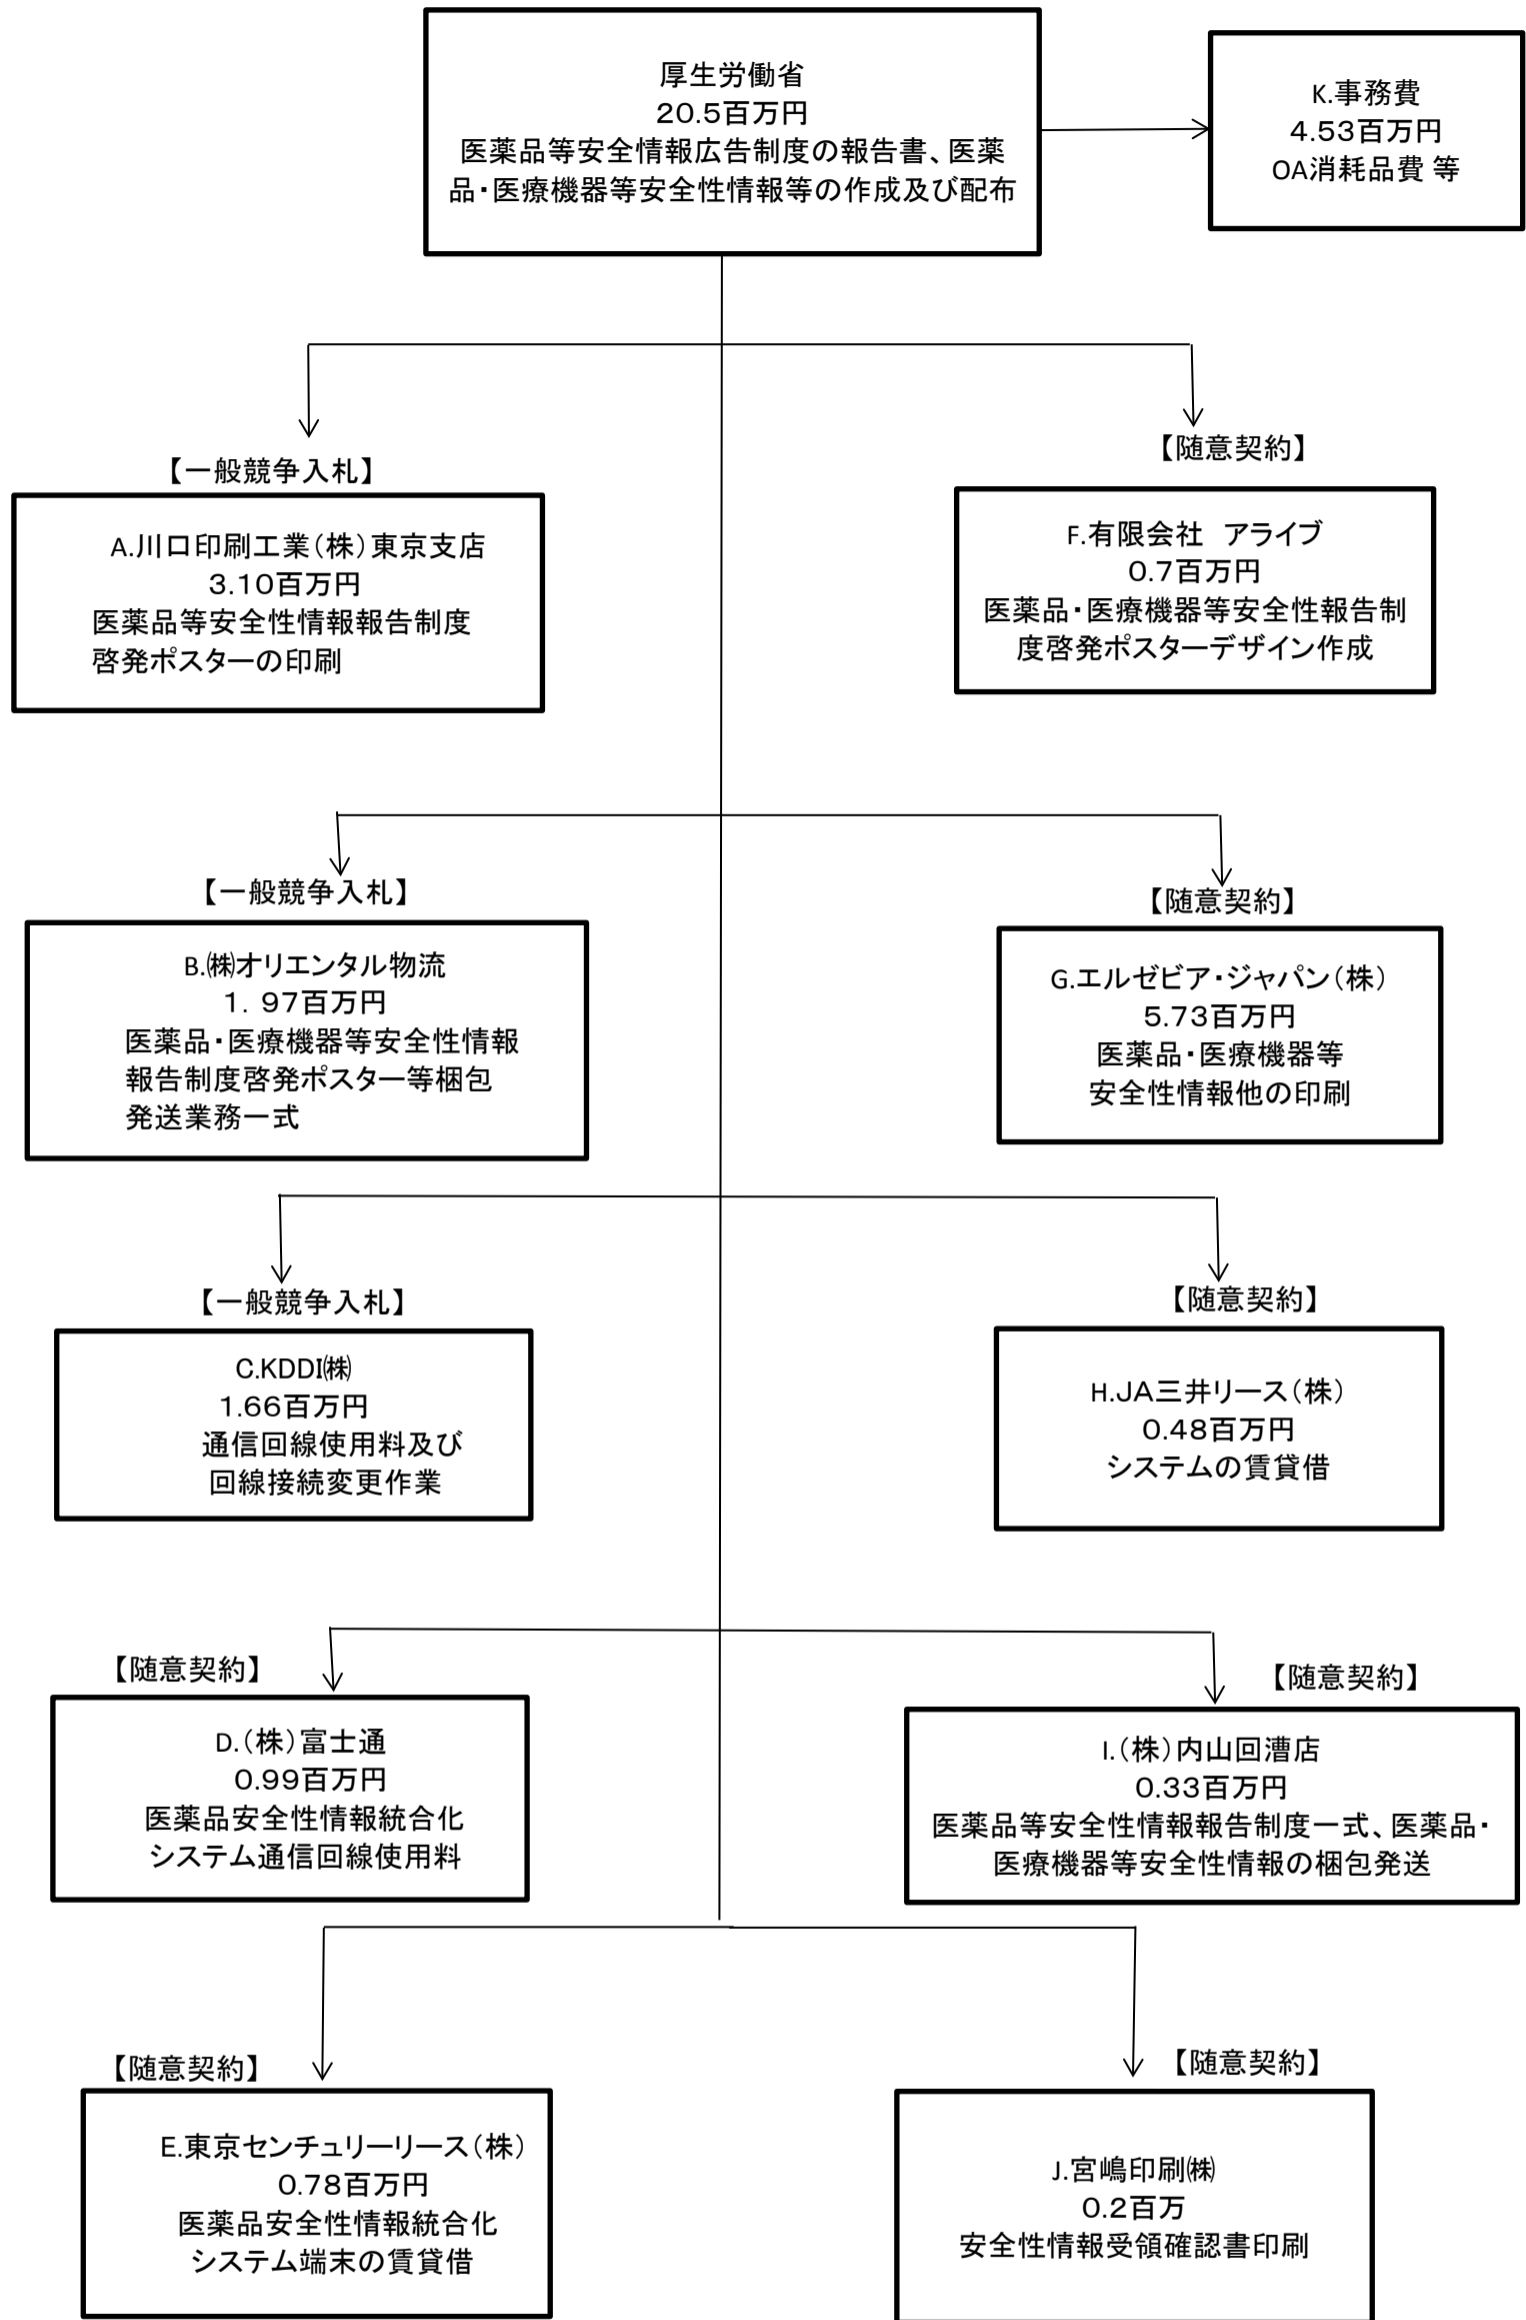 厚生労働省
20.5百万円
医薬品等安全情報広告制度の報告書、医薬
品・医療機器等安全性情報等の作成及び配布
K.事務費
4.53百万円
OA消耗品費 等
【一般競争入札】
A.川口印刷工業(株)東京支店
3.10百万円
医薬品等安全性情報報告制度
啓発ポスターの印刷
【随意契約】
F.有限会社　アライブ
0.7百万円
医薬品・医療機器等安全性報告制
度啓発ポスターデザイン作成
【一般競争入札】
B.㈱オリエンタル物流
1．97百万円
医薬品・医療機器等安全性情報
報告制度啓発ポスター等梱包
発送業務一式
【随意契約】
G.エルゼビア・ジャパン(株)
5.73百万円
医薬品・医療機器等
安全性情報他の印刷
【一般競争入札】
C.KDDI㈱
1.66百万円
通信回線使用料及び
回線接続変更作業
【随意契約】
H.JA三井リース(株)
0.48百万円
システムの賃貸借
【随意契約】
D.(株)富士通
0.99百万円
医薬品安全性情報統合化
システム通信回線使用料
【随意契約】
I.(株)内山回漕店
0.33百万円
医薬品等安全性情報報告制度一式、医薬品・
医療機器等安全性情報の梱包発送
【随意契約】
E.東京センチュリーリース(株)
0.78百万円
医薬品安全性情報統合化
システム端末の賃貸借
【随意契約】
J.宮嶋印刷㈱
0.2百万
安全性情報受領確認書印刷